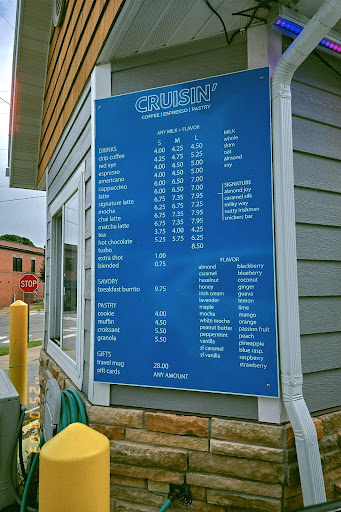 CRUISIN'
COFFEE | ESPRESSO | PASTRY
ANY MILK + FLAVOR
S M L
DRINKS
drip coffee 4.00 4.25 4.50
red eye 4.25 4.75 5.25
espresso 4.00 4.50 5.00
americano 4.00 4.50 5.00
cappuccino 6.00 6.50 7.00
latte 6.00 6.50 7.00
signature latte 6.75 7.25 7.95
mocha 6.75 7.35 7.95
chai latte 6.25 6.75 7.25
matcha latte 6.75 7.35 7.95
tea 3.75 4.00 4.25
hot chocolate 5.25 5.75 6.25
turbo 8.50
extra shot 1.00
blended 0.75
SAVORY
breakfast burrito 9.75
PASTRY
cookie 4.00
muffin 4.50
croissant 5.50
granola 5.50
GIFTS
travel mug 28.00
gift cards ANY AMOUNT
MILK
whole
skim
oat
almond
soy
SIGNATURE
almond joy
caramel silk
milky way
nutty irishman
snickers bar
FLAVOR
almond
caramel
hazelnut
honey
irish cream
lavender
maple
mocha
white mocha
peanut butter
peppermint
vanilla
sf caramel
sf vanilla
blackberry
blueberry
coconut
ginger
guava
lemon
lime
mango
orange
passion fruit
peach
pineapple
blue rasp.
raspberry
strawberry
STOP